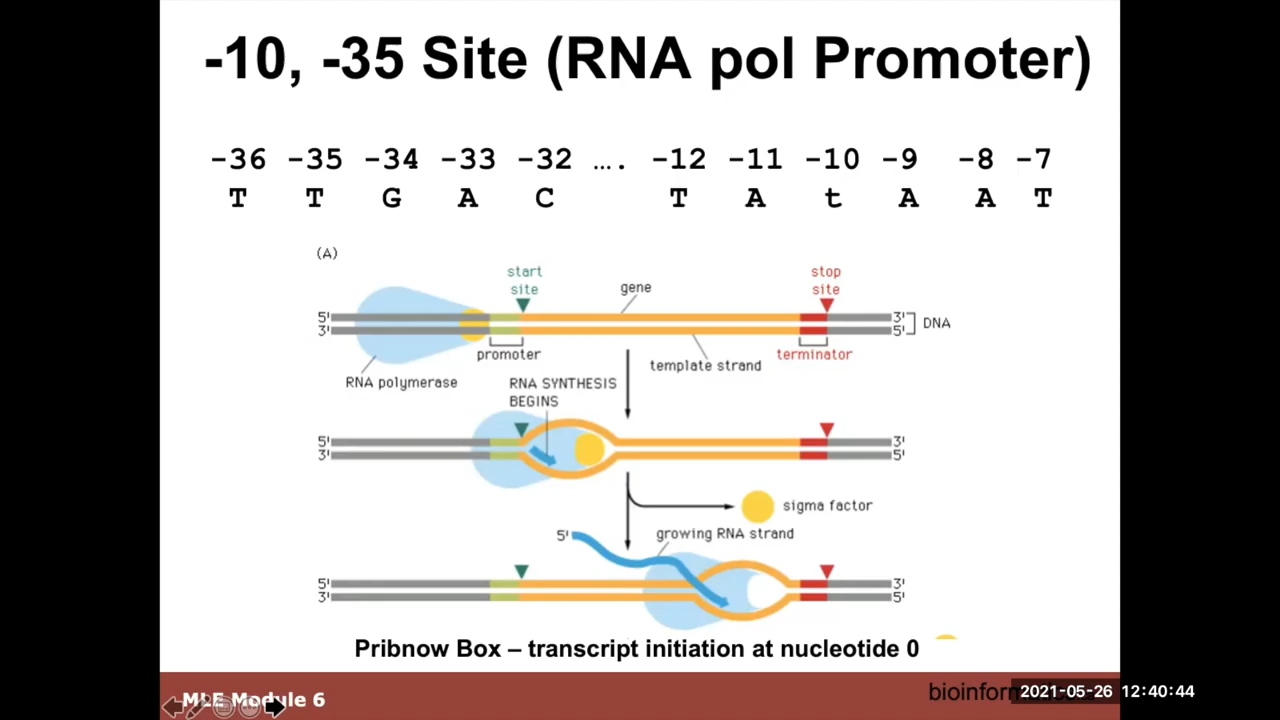 -10, -35 Site (RNA pol Promoter)
-36 -35 -34 -33 -32 .... -12 -11 -10 -9 -8 -7
T T G A C T A t A A T
(A)
start site
gene
stop site
5' 3'
3' 5'
DNA
promoter
terminator
template strand
RNA polymerase
RNA SYNTHESIS
BEGINS
5' 3'
3' 5'
sigma factor
5'
growing RNA strand
5' 3'
3' 5'
Pribnow Box – transcript initiation at nucleotide 0
MLE Module 6
2021-05-26 12:40:44